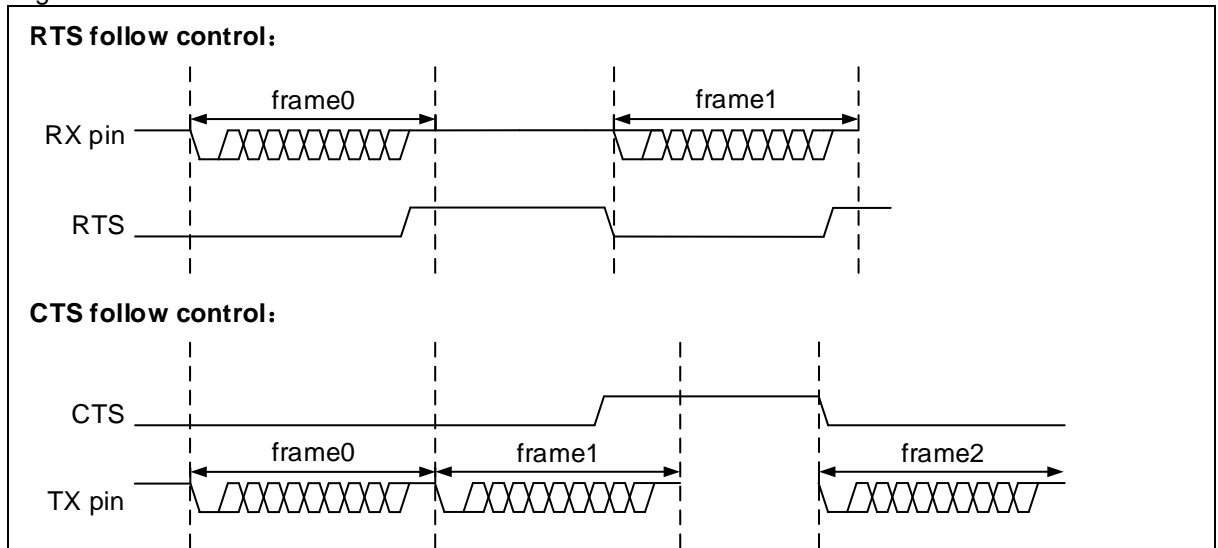 RTS follow control：
frame0
frame1
RX pin
RTS
CTS follow control：
CTS
frame0
frame1
frame2
TX pin